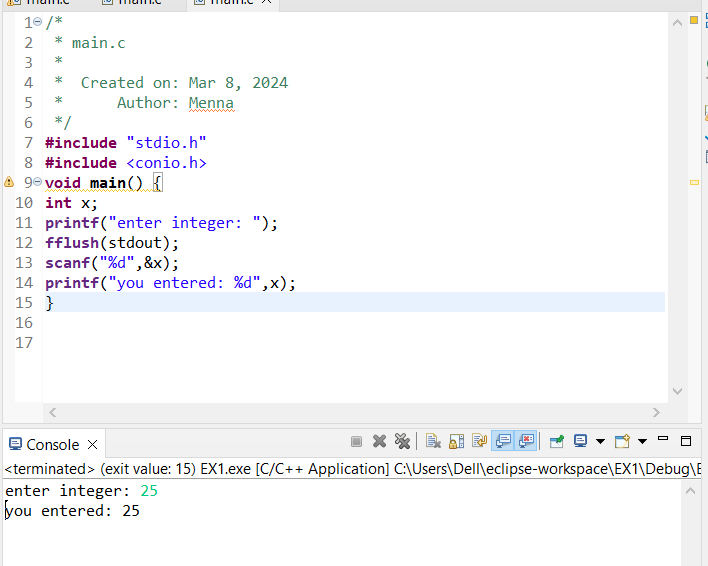 main.c main.c main.c
1 /*
2  * main.c
3  *
4  *  Created on: Mar 8, 2024
5  *      Author: Menna
6  */
7 #include "stdio.h"
8 #include <conio.h>
9 void main() {
10 int x;
11 printf("enter integer: ");
12 fflush(stdout);
13 scanf("%d",&x);
14 printf("you entered: %d",x);
15 }
16
17
Console
<terminated> (exit value: 15) EX1.exe [C/C++ Application] C:\Users\Dell\eclipse-workspace\EX1\Debug\E
enter integer: 25
you entered: 25